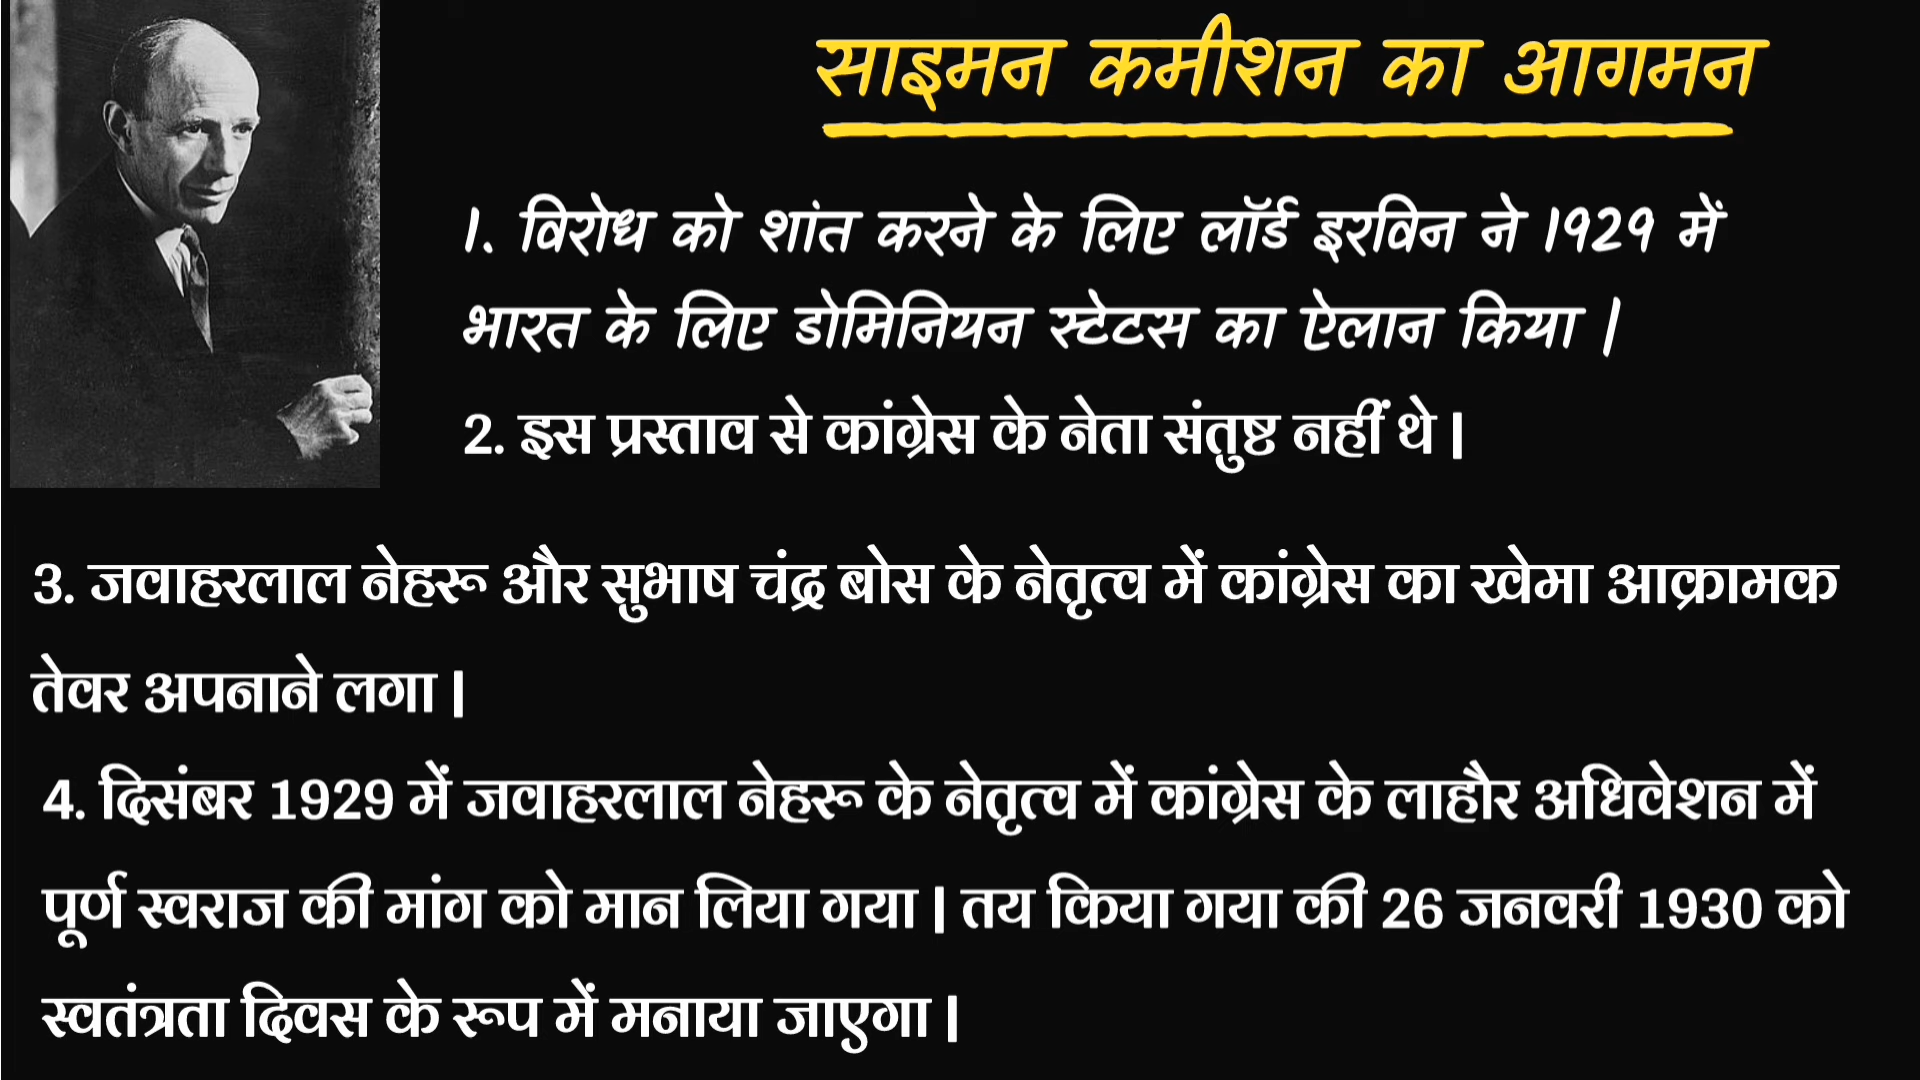 साइमन कमीशन का आगमन
1. विरोध को शांत करने के लिए लॉर्ड इरविन ने 1929 में
भारत के लिए डोमिनियन स्टेटस का ऐलान किया |
2. इस प्रस्ताव से कांग्रेस के नेता संतुष्ट नहीं थे |
3. जवाहरलाल नेहरू और सुभाष चंद्र बोस के नेतृत्व में कांग्रेस का खेमा आक्रामक
तेवर अपनाने लगा |
4. दिसंबर 1929 में जवाहरलाल नेहरू के नेतृत्व में कांग्रेस के लाहौर अधिवेशन में
पूर्ण स्वराज की मांग को मान लिया गया | तय किया गया की 26 जनवरी 1930 को
स्वतंत्रता दिवस के रूप में मनाया जाएगा |